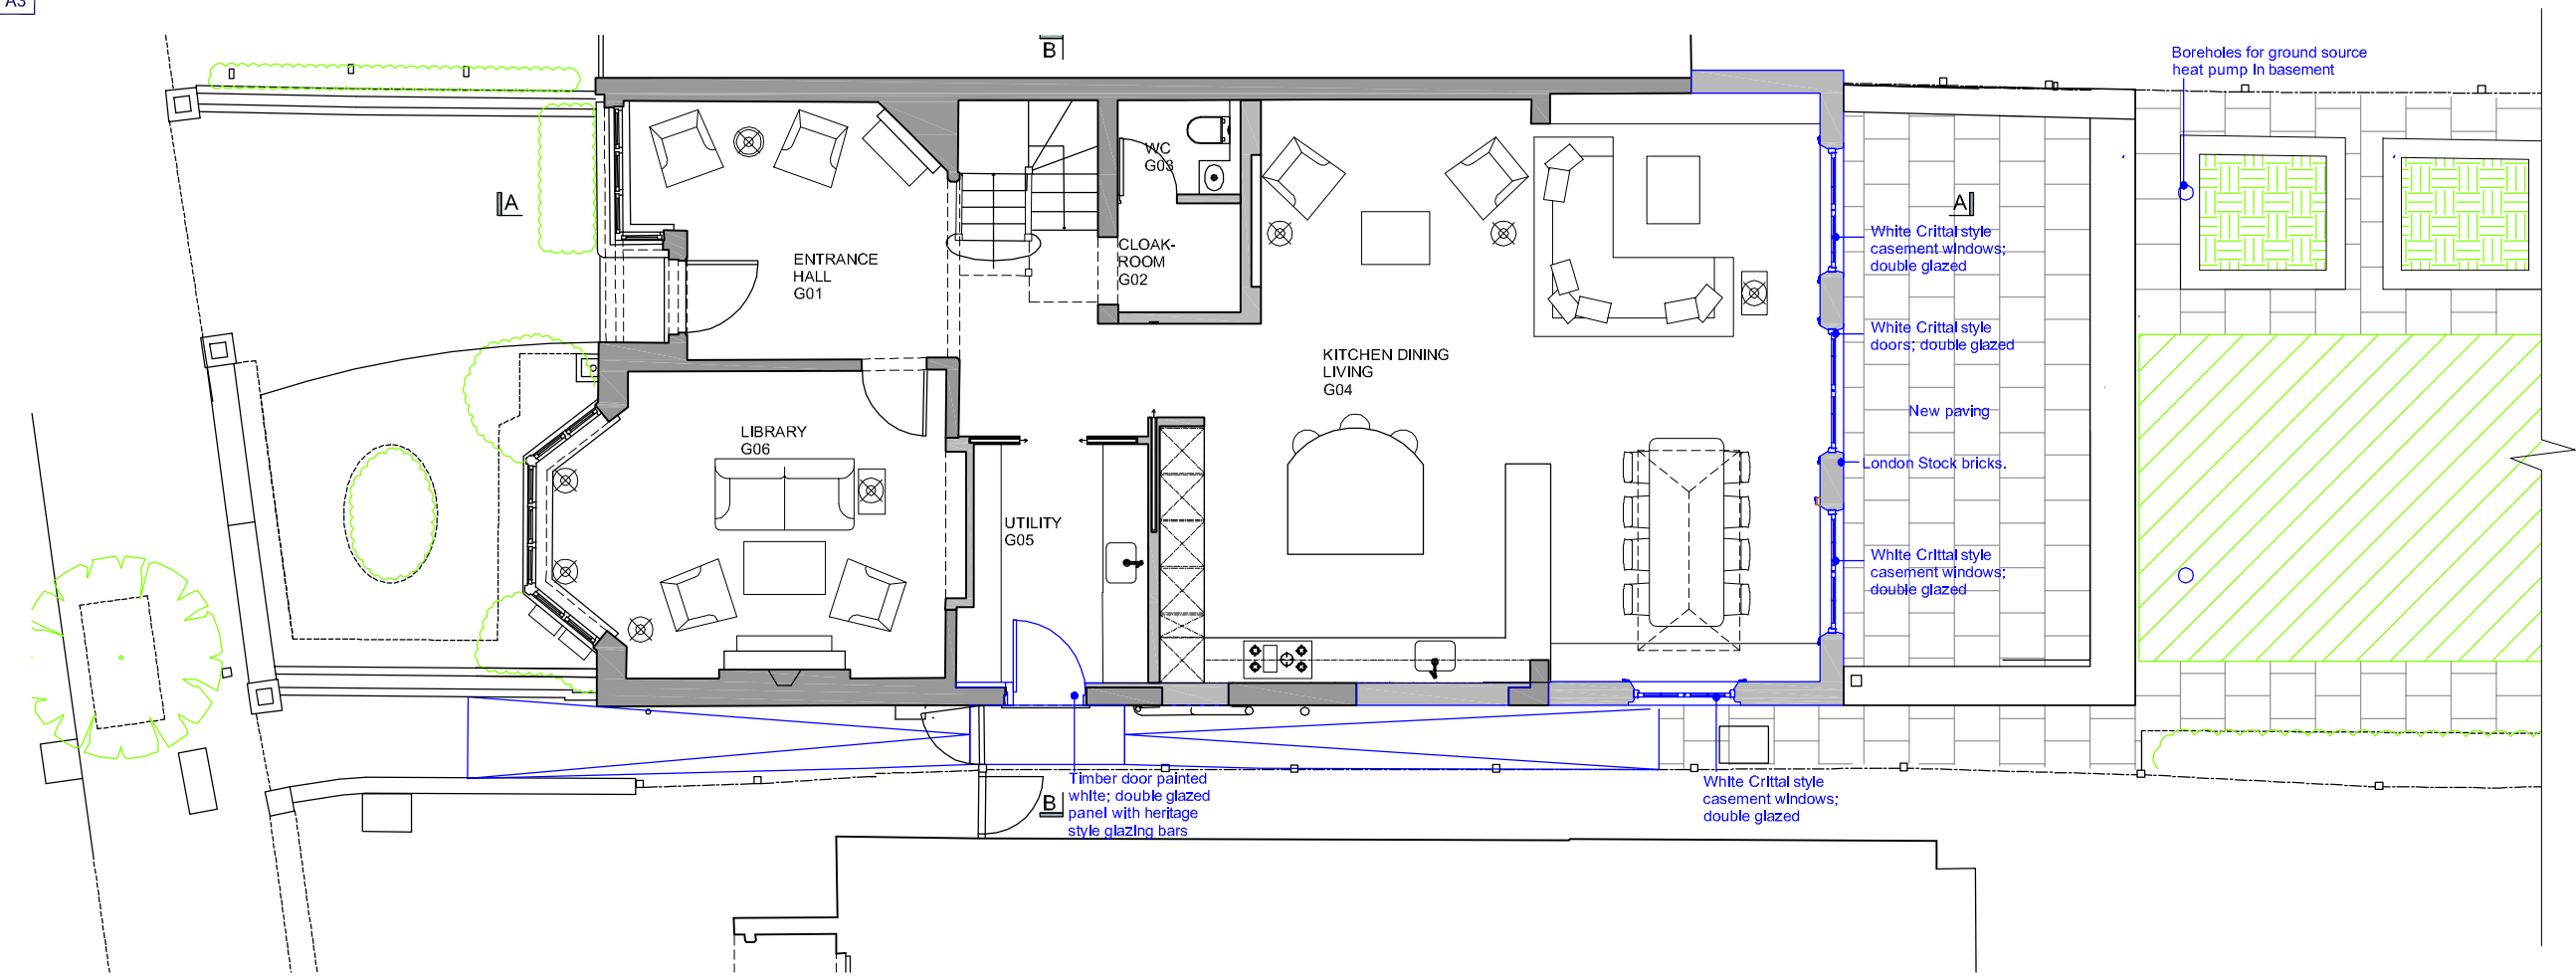 A3
B
Boreholes for ground source
heat pump in basement
WC
G03
A
A
CLOAK-
ROOM
G02
ENTRANCE
HALL
G01
White Crittal style
casement windows;
double glazed
White Crittal style
doors; double glazed
KITCHEN DINING
LIVING
G04
New paving
LIBRARY
G06
London Stock bricks.
UTILITY
G05
White Crittal style
casement windows;
double glazed
Timber door painted
white; double glazed
panel with heritage
style glazing bars
B
White Crittal style
casement windows;
double glazed